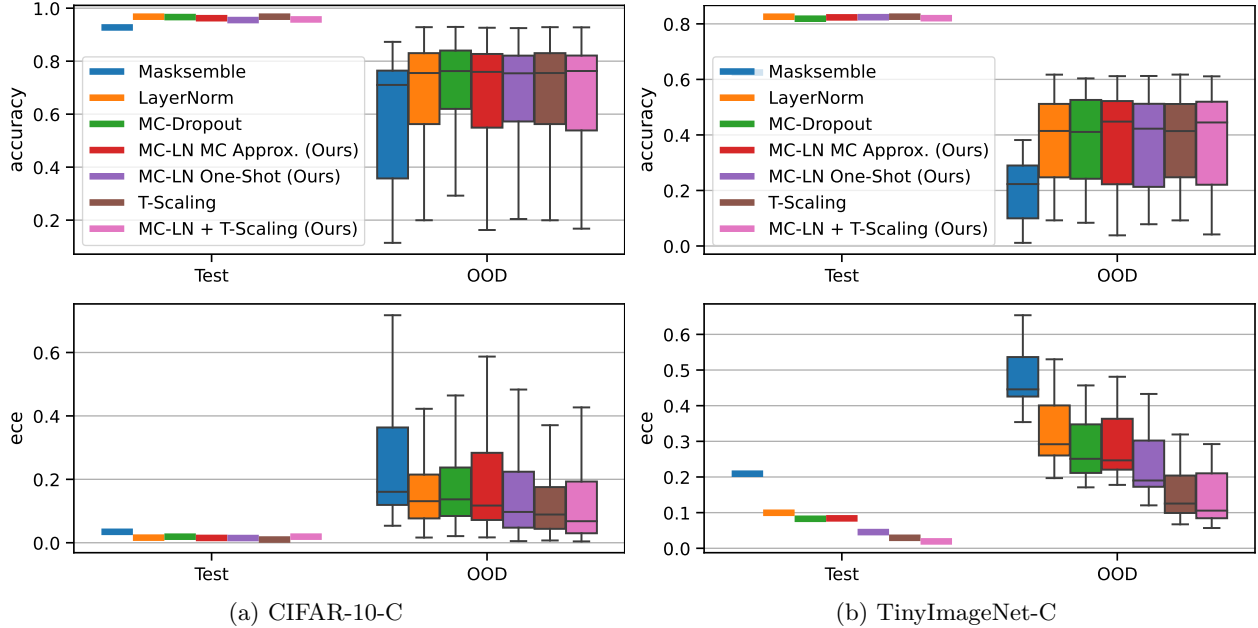 1.0
0.8
0.6
0.4
0.2
accuracy
Masksemble
LayerNorm
MC-Dropout
MC-LN MC Approx. (Ours)
MC-LN One-Shot (Ours)
T-Scaling
MC-LN + T-Scaling (Ours)
Test
OOD
0.8
0.6
0.4
0.2
0.0
accuracy
Masksemble
LayerNorm
MC-Dropout
MC-LN MC Approx. (Ours)
MC-LN One-Shot (Ours)
T-Scaling
MC-LN + T-Scaling (Ours)
Test
OOD
0.6
0.4
0.2
0.0
ece
Test
OOD
0.6
0.5
0.4
0.3
0.2
0.1
0.0
ece
Test
OOD
(a) CIFAR-10-C
(b) TinyImageNet-C